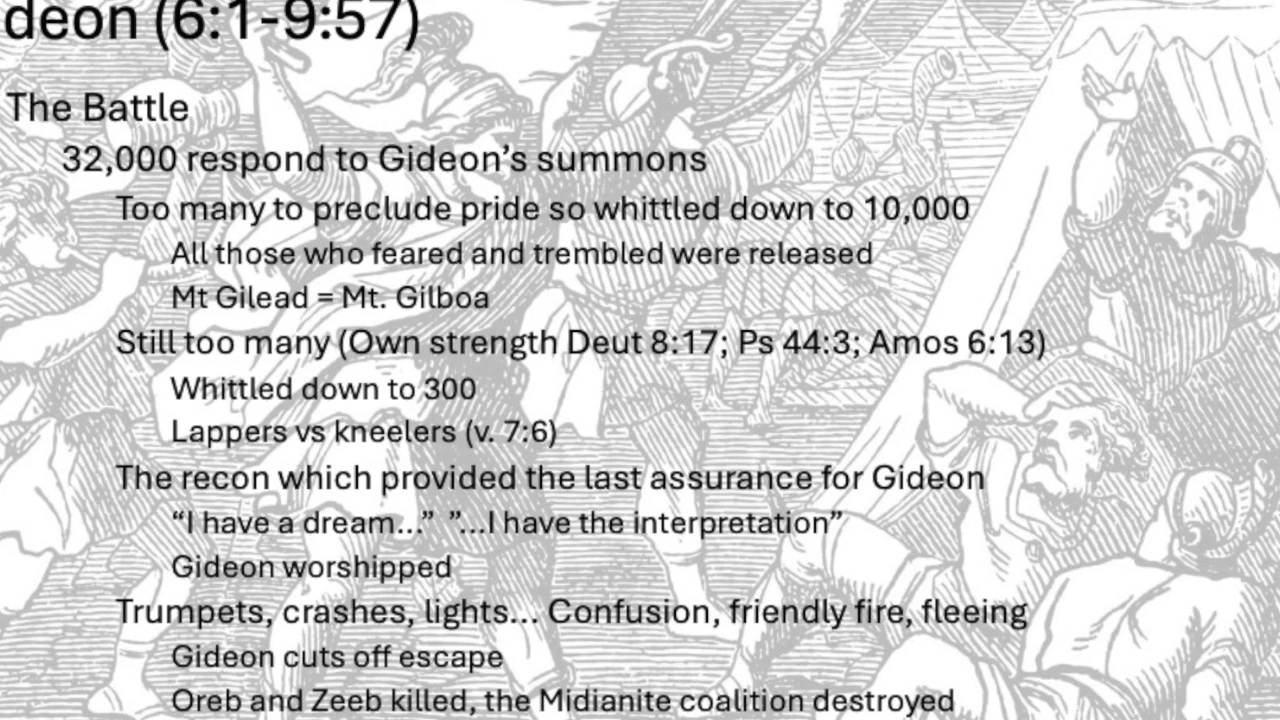 deon (6:1-9:57)
The Battle
32,000 respond to Gideon’s summons
Too many to preclude pride so whittled down to 10,000
All those who feared and trembled were released
Mt Gilead = Mt. Gilboa
Still too many (Own strength Deut 8:17; Ps 44:3; Amos 6:13)
Whittled down to 300
Lappers vs kneelers (v. 7:6)
The recon which provided the last assurance for Gideon
“I have a dream…” ”…I have the interpretation”
Gideon worshipped
Trumpets, crashes, lights… Confusion, friendly fire, fleeing
Gideon cuts off escape
Oreb and Zeeb killed, the Midianite coalition destroyed